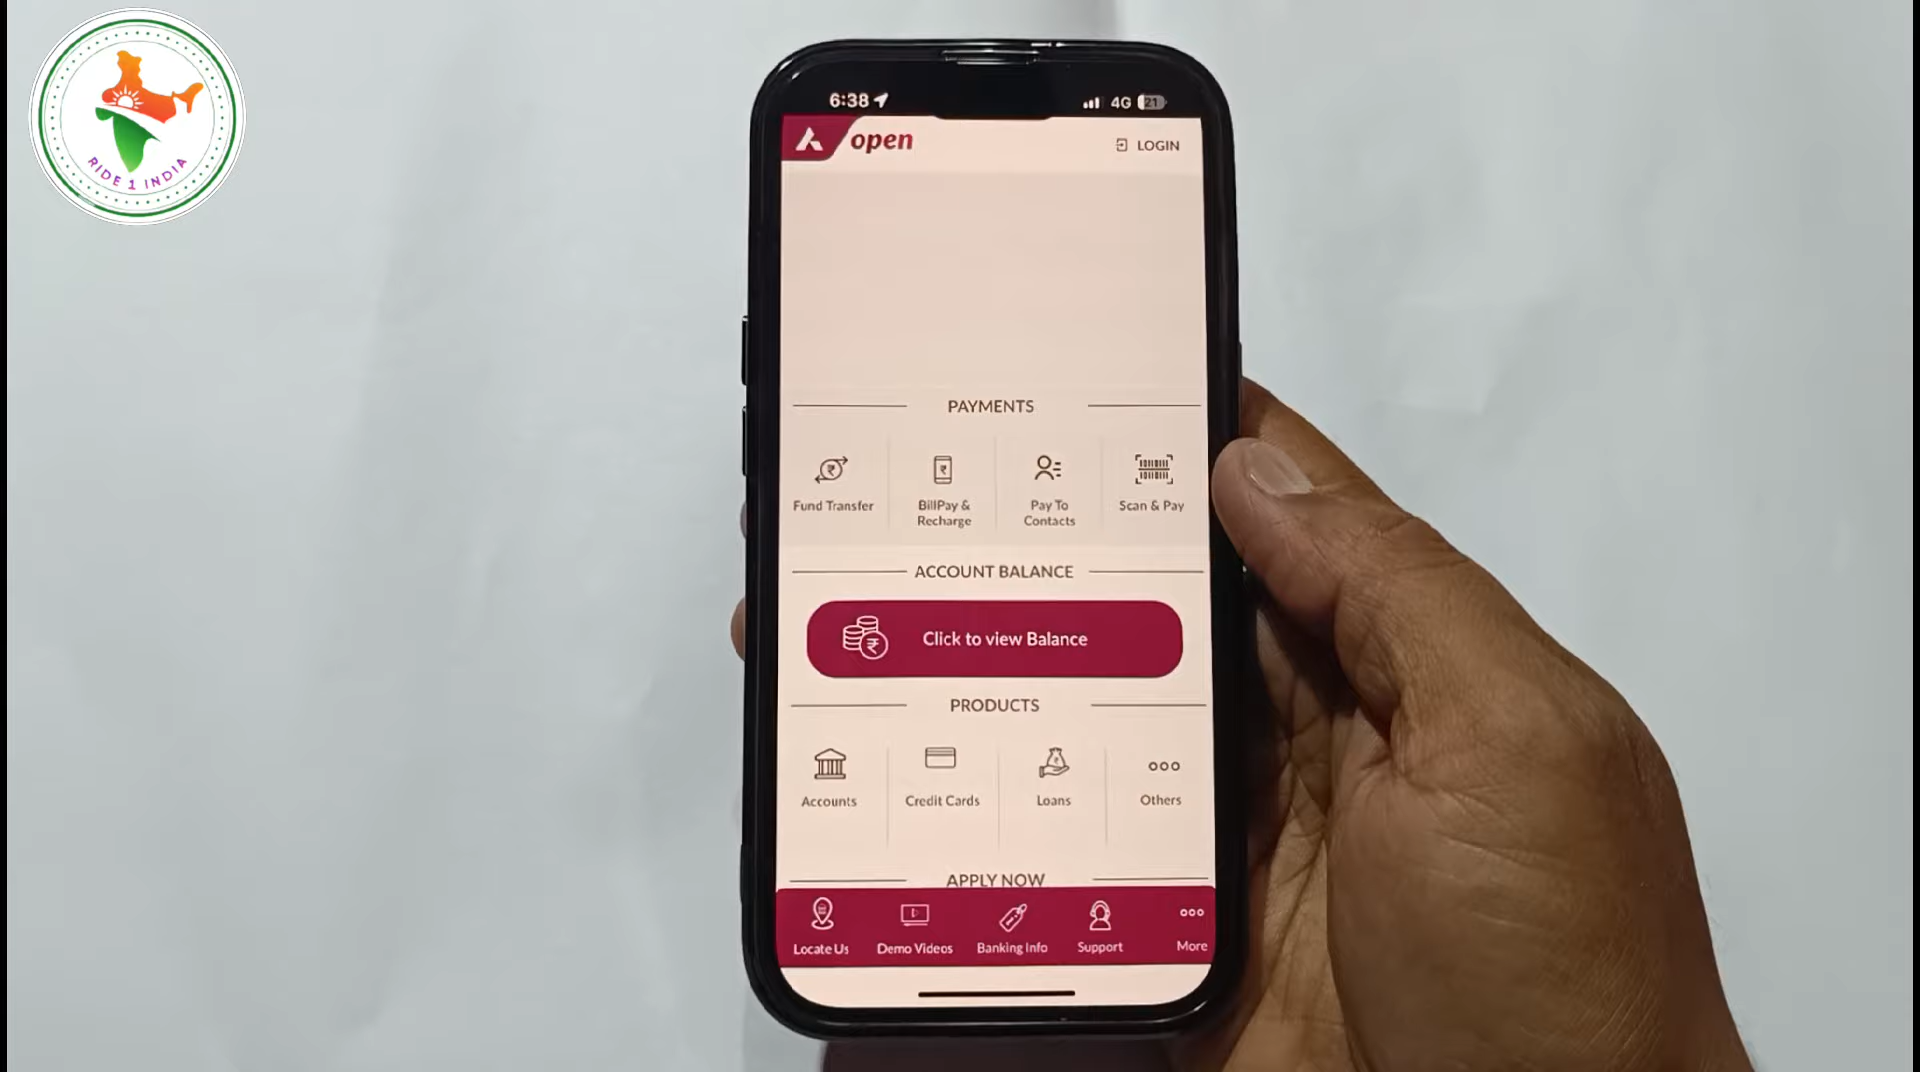 RIDE 1 INDIA
6:38
4G
21
open
LOGIN
PAYMENTS
Fund Transfer
BillPay &
Recharge
Pay To
Contacts
Scan & Pay
ACCOUNT BALANCE
Click to view Balance
PRODUCTS
Accounts
Credit Cards
Loans
Others
APPLY NOW
Locate Us
Demo Videos
Banking Info
Support
More